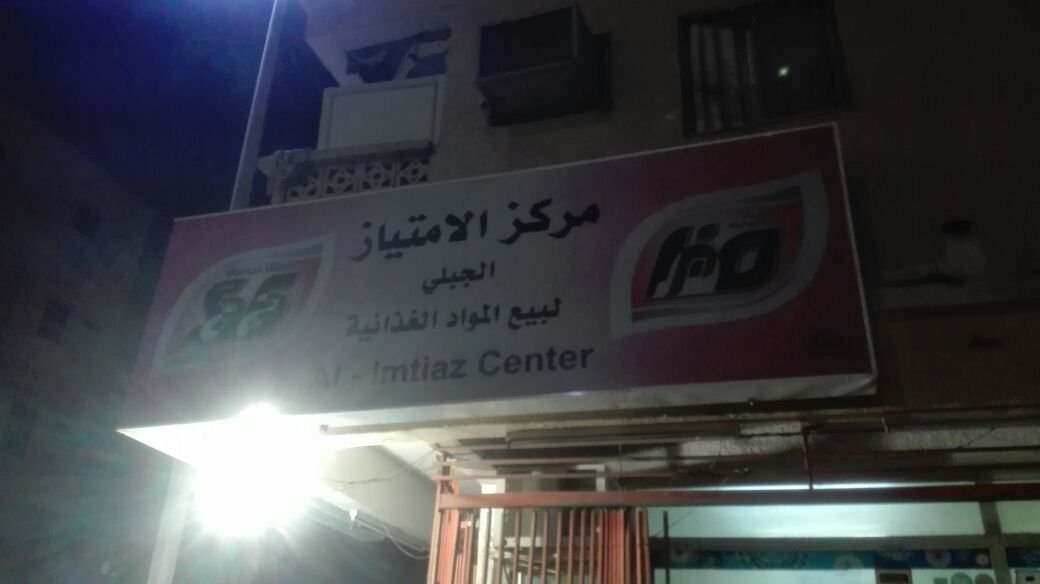 مركز الامتياز
الجبلي
لبيع المواد الغذائية
Al - Imtiaz Center